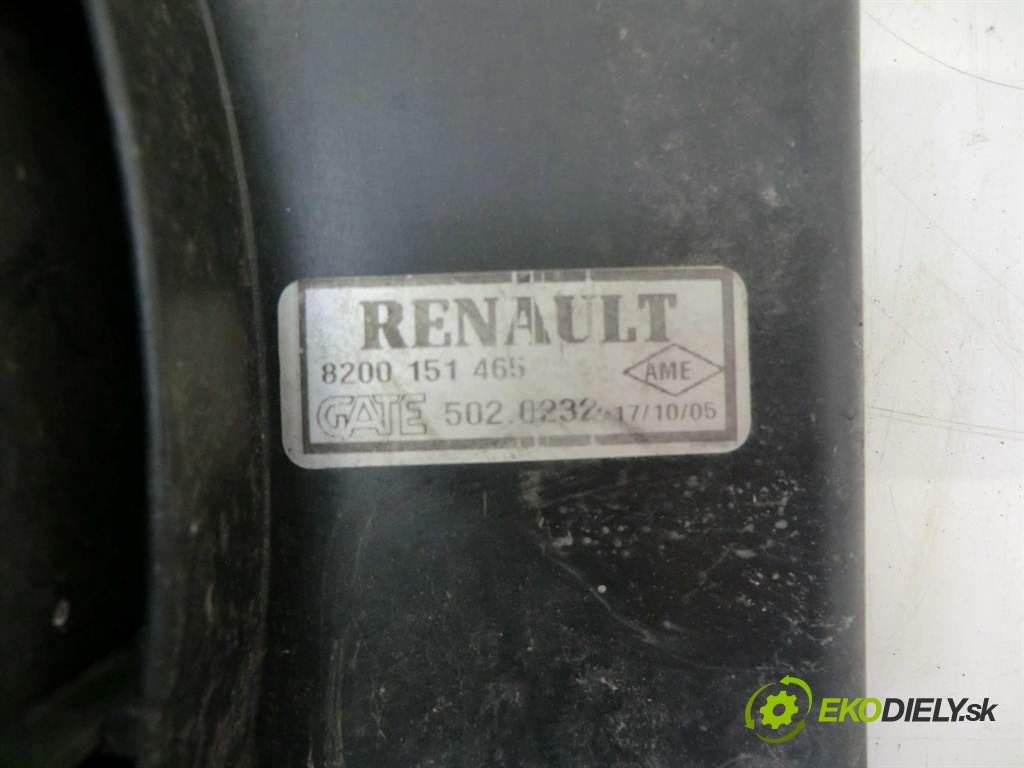 RENAULT
8200 151 465
AME
GATE 502.0232 17/10/05
EKODIELY.sk